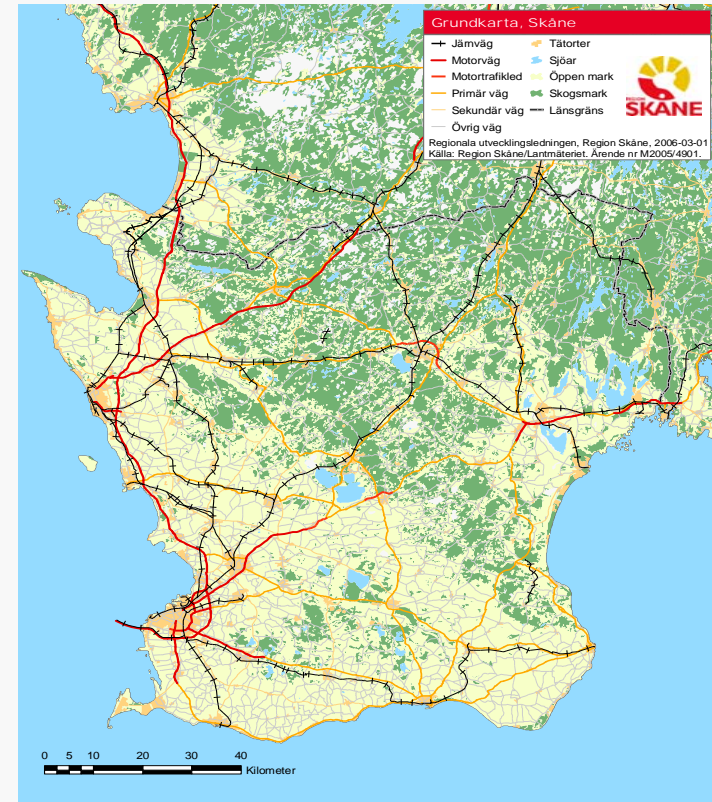 Grundkarta, Skåne
Järnväg
Motorväg
Motortrafikled
Primär väg
Sekundär väg
Övrig väg
Tätorter
Sjöar
Öppen mark
Skogsmark
Länsgräns
REGION
SKÅNE
Regionala utvecklingsledningen, Region Skåne, 2006-03-01
Källa: Region Skåne/Lantmäteriet. Ärende nr M2005/4901.
0 5 10 20 30 40
Kilometer